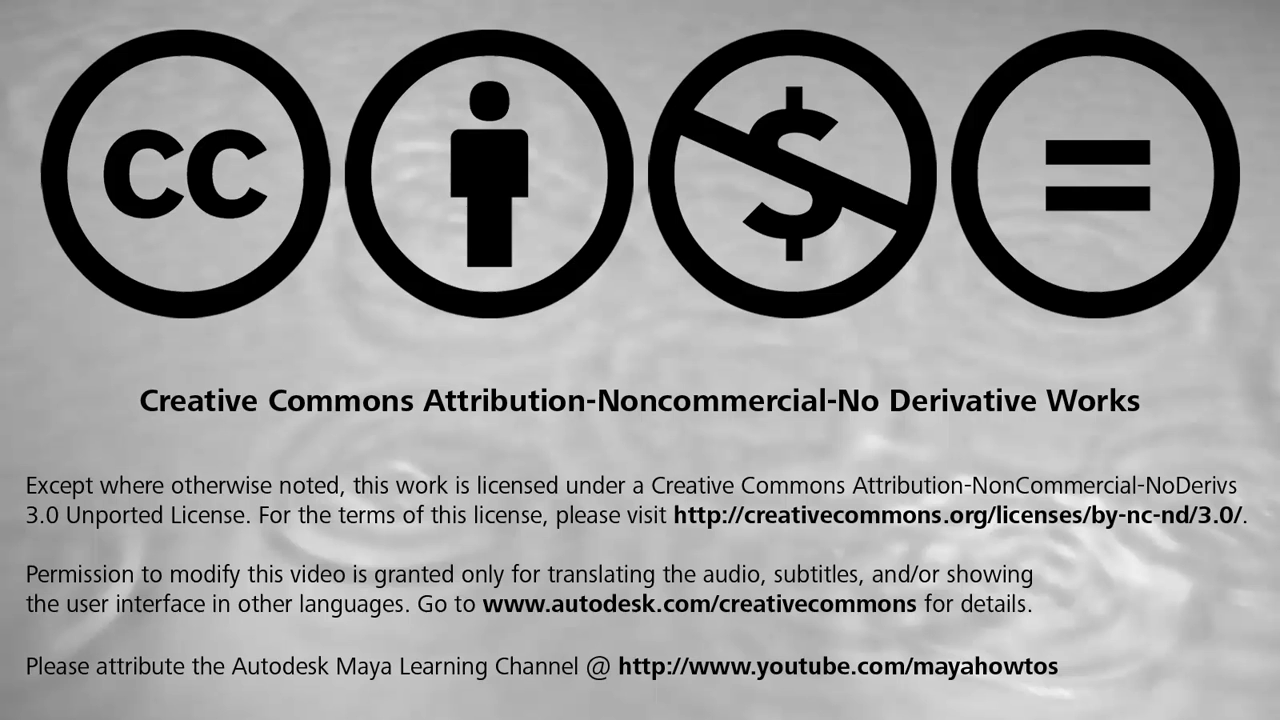 cc $ =
Creative Commons Attribution-Noncommercial-No Derivative Works
Except where otherwise noted, this work is licensed under a Creative Commons Attribution-NonCommercial-NoDerivs
3.0 Unported License. For the terms of this license, please visit http://creativecommons.org/licenses/by-nc-nd/3.0/.
Permission to modify this video is granted only for translating the audio, subtitles, and/or showing
the user interface in other languages. Go to www.autodesk.com/creativecommons for details.
Please attribute the Autodesk Maya Learning Channel @ http://www.youtube.com/mayahowtos